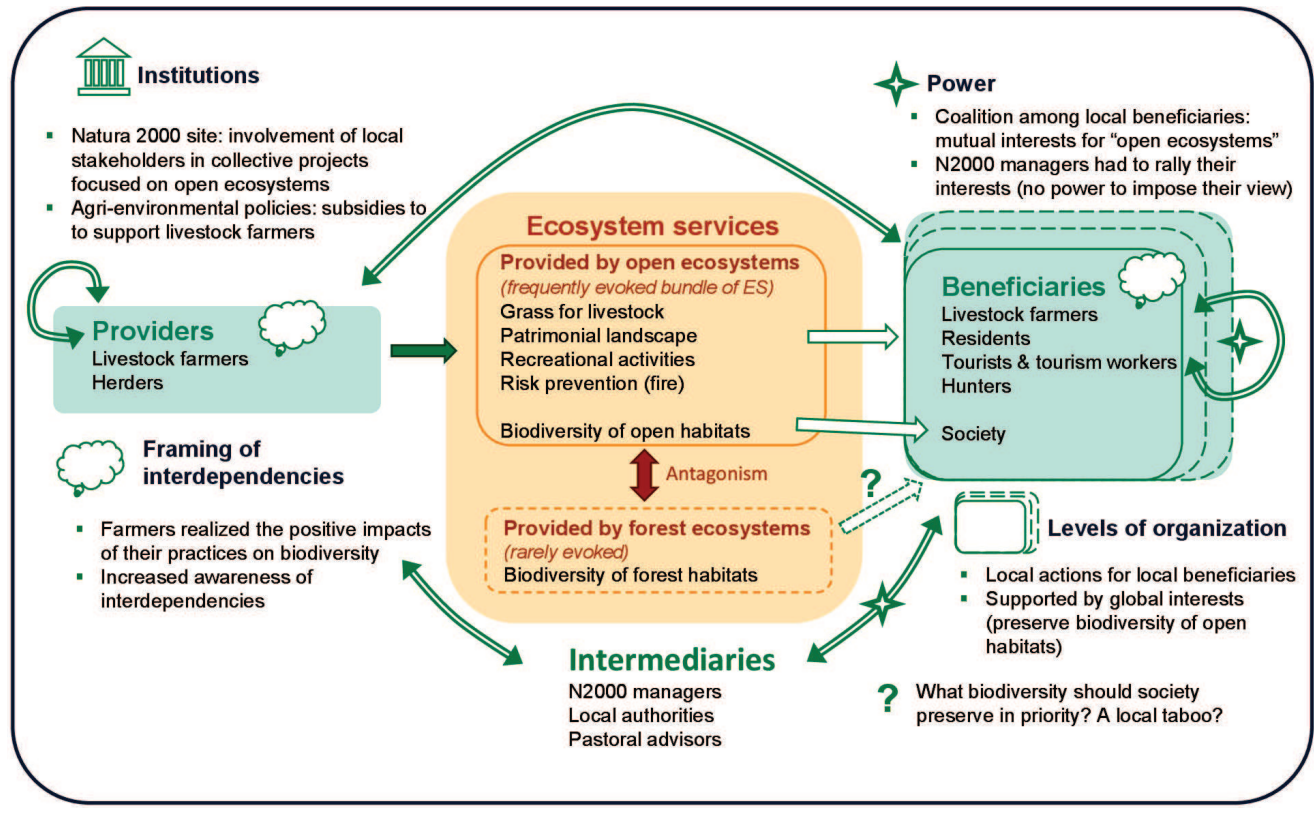 Institutions
▪ Natura 2000 site: involvement of local
stakeholders in collective projects
focused on open ecosystems
▪ Agri-environmental policies: subsidies to
to support livestock farmers
Power
▪ Coalition among local beneficiaries:
mutual interests for “open ecosystems”
▪ N2000 managers had to rally their
interests (no power to impose their view)
Providers
Livestock farmers
Herders
Ecosystem services
Provided by open ecosystems
(frequently evoked bundle of ES)
Grass for livestock
Patrimonial landscape
Recreational activities
Risk prevention (fire)
Biodiversity of open habitats
Antagonism
Provided by forest ecosystems
(rarely evoked)
Biodiversity of forest habitats
?
Beneficiaries
Livestock farmers
Residents
Tourists & tourism workers
Hunters
Society
Framing of
interdependencies
▪ Farmers realized the positive impacts
of their practices on biodiversity
▪ Increased awareness of
interdependencies
Intermediaries
N2000 managers
Local authorities
Pastoral advisors
Levels of organization
▪ Local actions for local beneficiaries
▪ Supported by global interests
(preserve biodiversity of open
habitats)
? What biodiversity should society
preserve in priority? A local taboo?